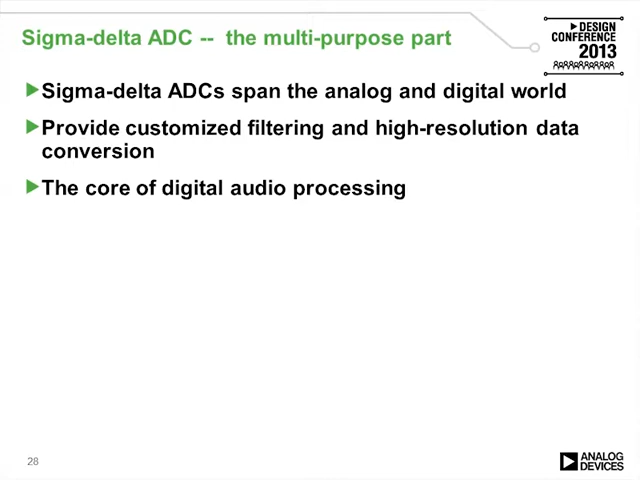 Sigma-delta ADC -- the multi-purpose part
DESIGN
CONFERENCE
2013
Sigma-delta ADCs span the analog and digital world
Provide customized filtering and high-resolution data
conversion
The core of digital audio processing
28
ANALOG
DEVICES